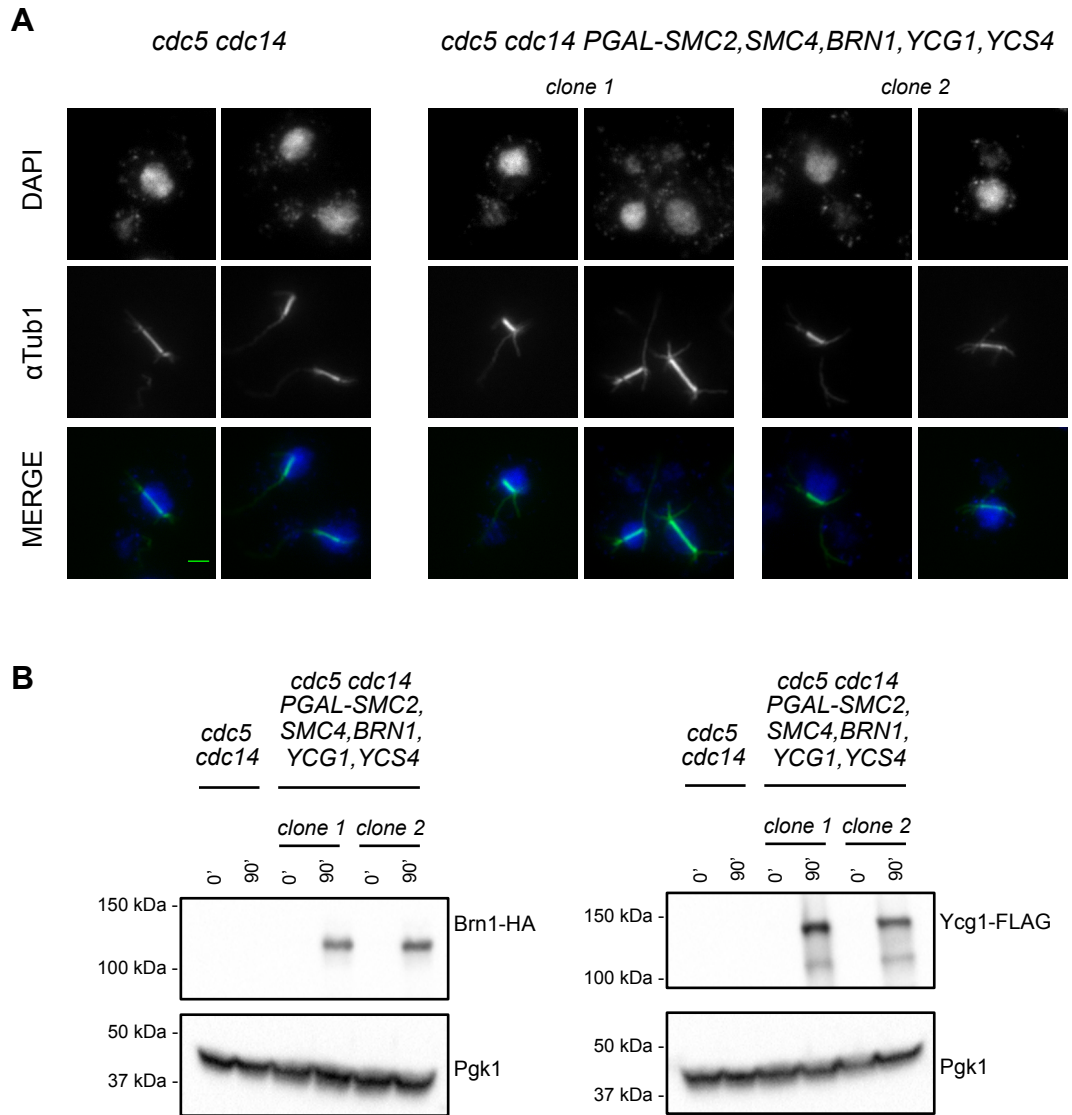 A
cdc5 cdc14
cdc5 cdc14 PGAL-SMC2,SMC4,BRN1,YCG1,YCS4
clone 1
clone 2
DAPI
αTub1
MERGE
B
cdc5
cdc14
cdc5 cdc14
PGAL-SMC2,
SMC4,BRN1,
YCG1,YCS4
clone 1 clone 2
0' 90' 0' 90' 0' 90'
150 kDa -
Brn1-HA
100 kDa -
50 kDa -
Pgk1
37 kDa -
cdc5
cdc14
cdc5 cdc14
PGAL-SMC2,
SMC4,BRN1,
YCG1,YCS4
clone 1 clone 2
0' 90' 0' 90' 0' 90'
150 kDa -
Ycg1-FLAG
100 kDa -
50 kDa -
Pgk1
37 kDa -